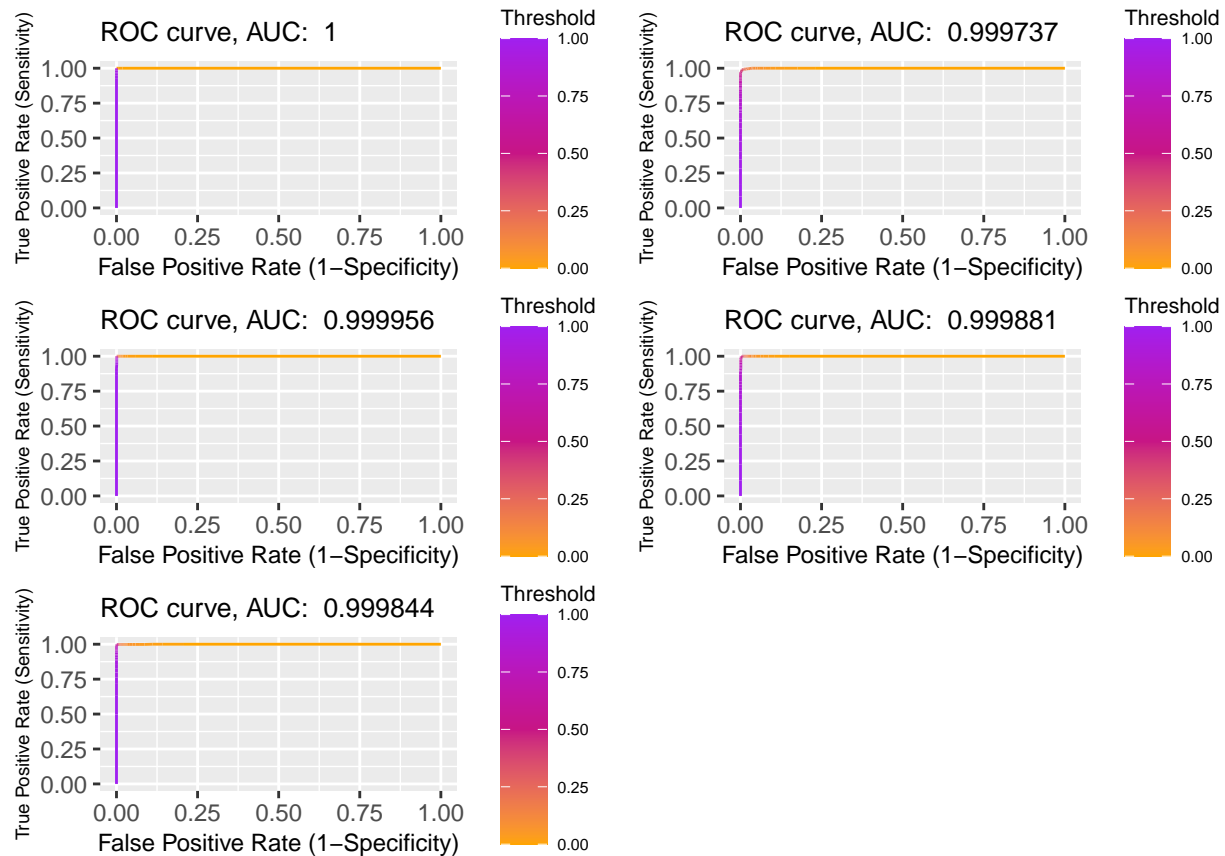 ROC curve, AUC:  1
True Positive Rate (Sensitivity)
1.00
0.75
0.50
0.25
0.00
0.00 0.25 0.50 0.75 1.00
False Positive Rate (1−Specificity)
Threshold
1.00
0.75
0.50
0.25
0.00
ROC curve, AUC:  0.999737
True Positive Rate (Sensitivity)
1.00
0.75
0.50
0.25
0.00
0.00 0.25 0.50 0.75 1.00
False Positive Rate (1−Specificity)
Threshold
1.00
0.75
0.50
0.25
0.00
ROC curve, AUC:  0.999956
True Positive Rate (Sensitivity)
1.00
0.75
0.50
0.25
0.00
0.00 0.25 0.50 0.75 1.00
False Positive Rate (1−Specificity)
Threshold
1.00
0.75
0.50
0.25
0.00
ROC curve, AUC:  0.999881
True Positive Rate (Sensitivity)
1.00
0.75
0.50
0.25
0.00
0.00 0.25 0.50 0.75 1.00
False Positive Rate (1−Specificity)
Threshold
1.00
0.75
0.50
0.25
0.00
ROC curve, AUC:  0.999844
True Positive Rate (Sensitivity)
1.00
0.75
0.50
0.25
0.00
0.00 0.25 0.50 0.75 1.00
False Positive Rate (1−Specificity)
Threshold
1.00
0.75
0.50
0.25
0.00